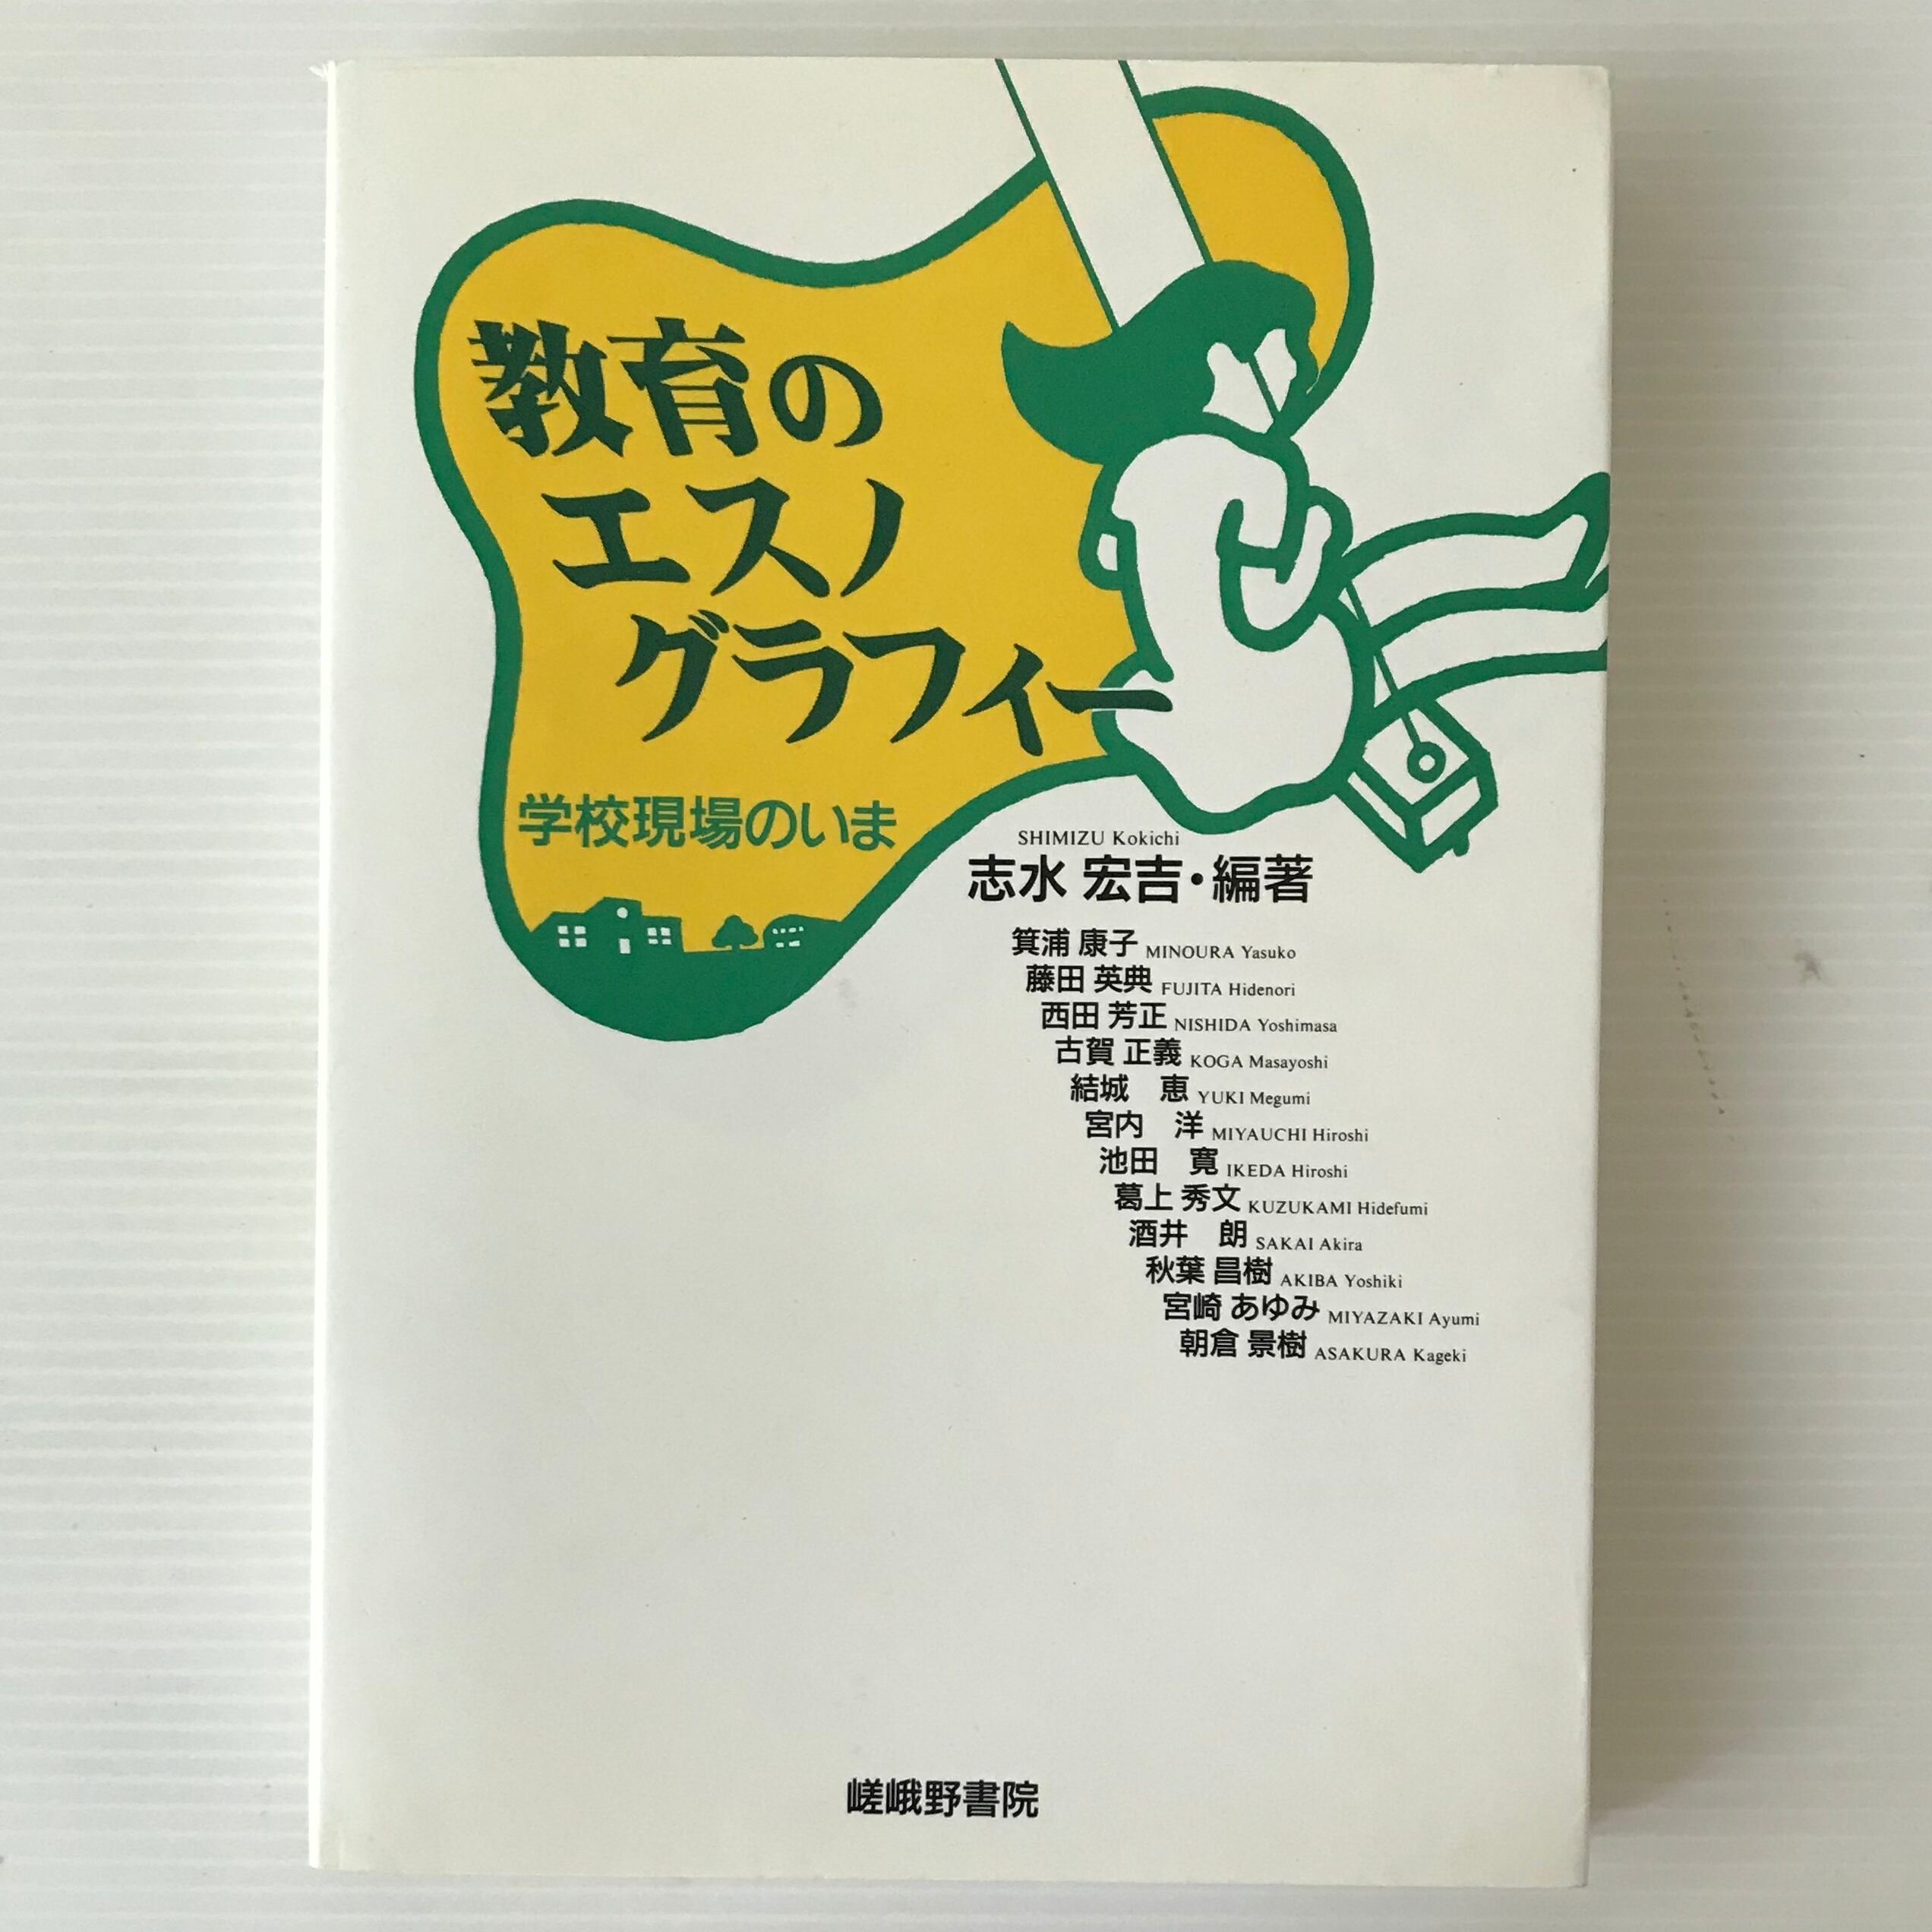 教育の
エスノ
グラフィー
学校現場のいま
SHIMIZU Kokichi
志水 宏吉・編著
箕浦 康子 MINOURA Yasuko
藤田 英典 FUJITA Hidenori
西田 芳正 NISHIDA Yoshimasa
古賀 正義 KOGA Masayoshi
結城　恵 YUKI Megumi
宮内　洋 MIYAUCHI Hiroshi
池田　寛 IKEDA Hiroshi
葛上 秀文 KUZUKAMI Hidefumi
酒井　朗 SAKAI Akira
秋葉 昌樹 AKIBA Yoshiki
宮崎 あゆみ MIYAZAKI Ayumi
朝倉 景樹 ASAKURA Kageki
嵯峨野書院